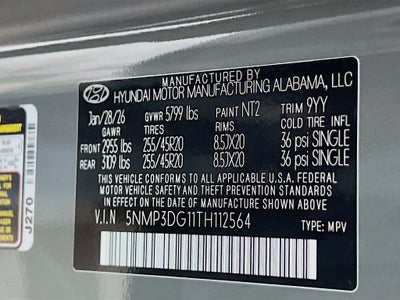 MANUFACTURED BY
HYUNDAI MOTOR MANUFACTURING ALABAMA, LLC
Jan/28/26 GVWR 5799 lbs PAINT NT2 TRIM 9YY
GAWR TIRES RIMS COLD TIRE INFL
FRONT 2955 lbs 255/45R20 8.5JX20 36 psi SINGLE
REAR 3109 lbs 255/45R20 8.5JX20 36 psi SINGLE
THIS VEHICLE CONFORMS TO ALL APPLICABLE U.S.A. FEDERAL
MOTOR VEHICLE SAFETY AND THEFT PREVENTION STANDARDS
IN EFFECT ON THE DATE OF MANUFACTURE SHOWN ABOVE.
V.I.N 5NMP3DG11TH112564 TYPE: MPV
J270